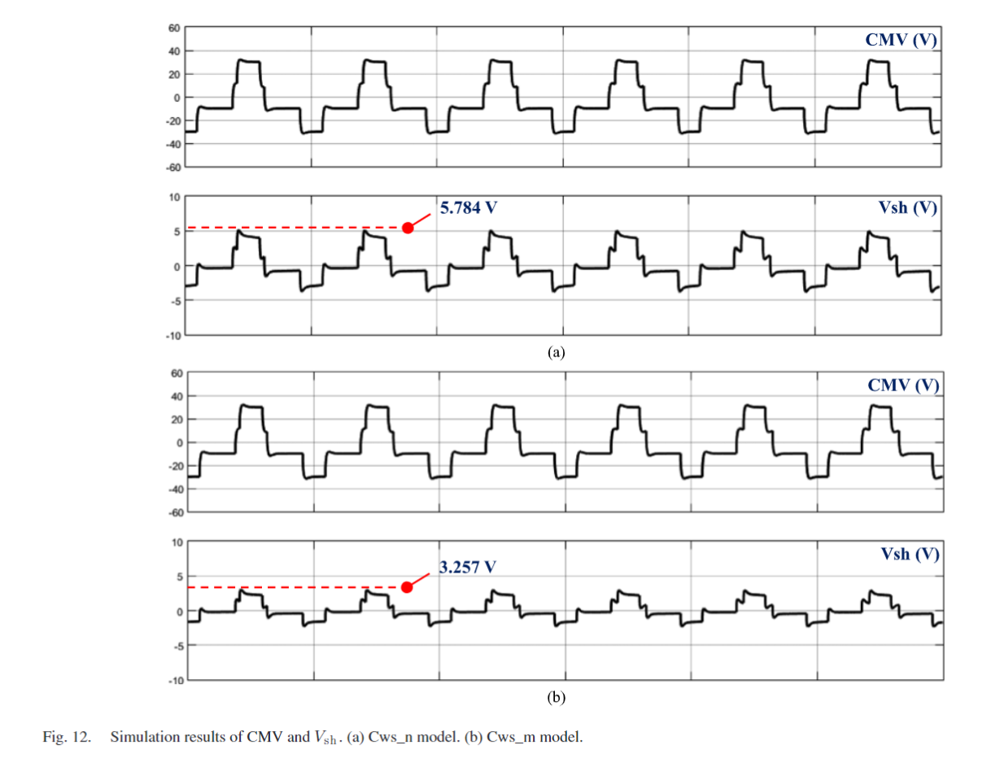 60
CMV (V)
40
20
0
-20
-40
-60
10
5.784 V
Vsh (V)
5
0
-5
-10
(a)
60
CMV (V)
40
20
0
-20
-40
-60
10
Vsh (V)
3.257 V
5
0
-5
-10
(b)
Fig. 12. Simulation results of CMV and Vsh. (a) Cws_n model. (b) Cws_m model.